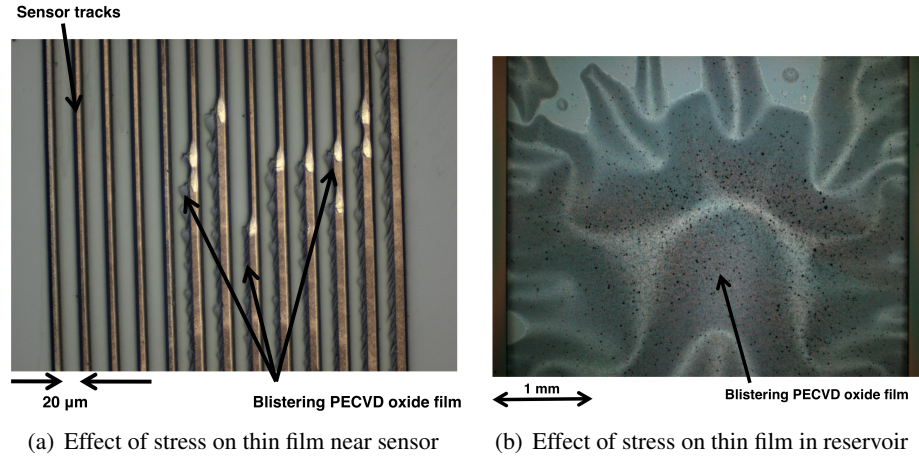 Sensor tracks
20 µm
Blistering PECVD oxide film
1 mm
Blistering PECVD oxide film
(a) Effect of stress on thin film near sensor
(b) Effect of stress on thin film in reservoir